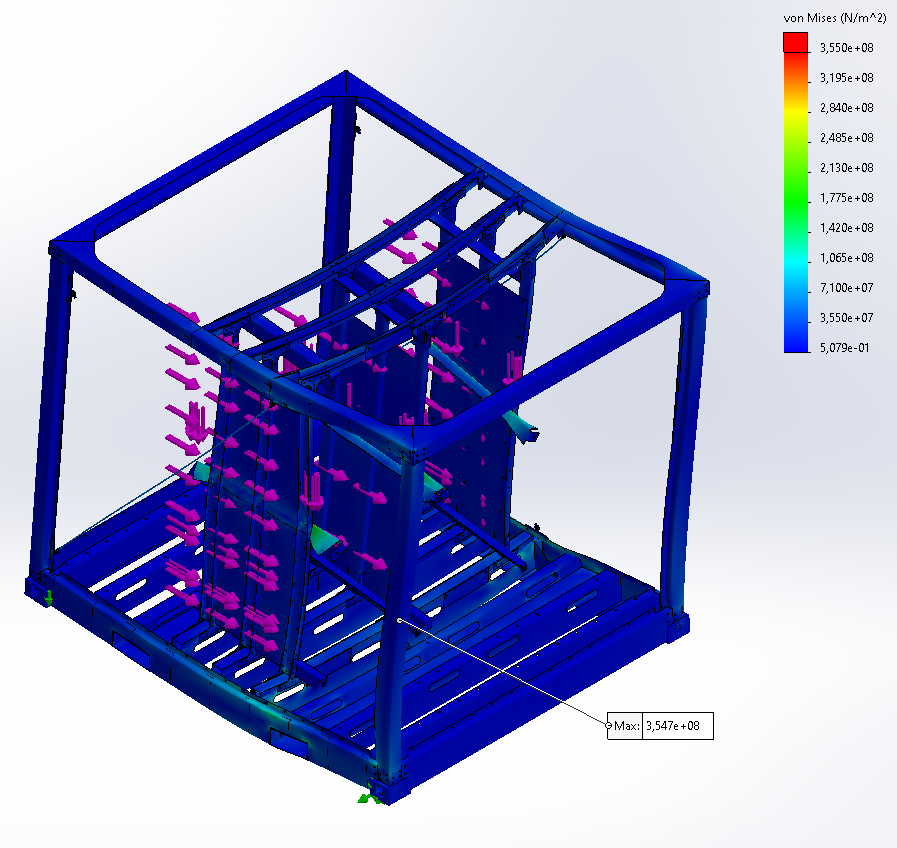 von Mises (N/m^2)
3,550e+08
3,195e+08
2,840e+08
2,485e+08
2,130e+08
1,775e+08
1,420e+08
1,065e+08
7,100e+07
3,550e+07
5,079e-01
Max: 3,547e+08